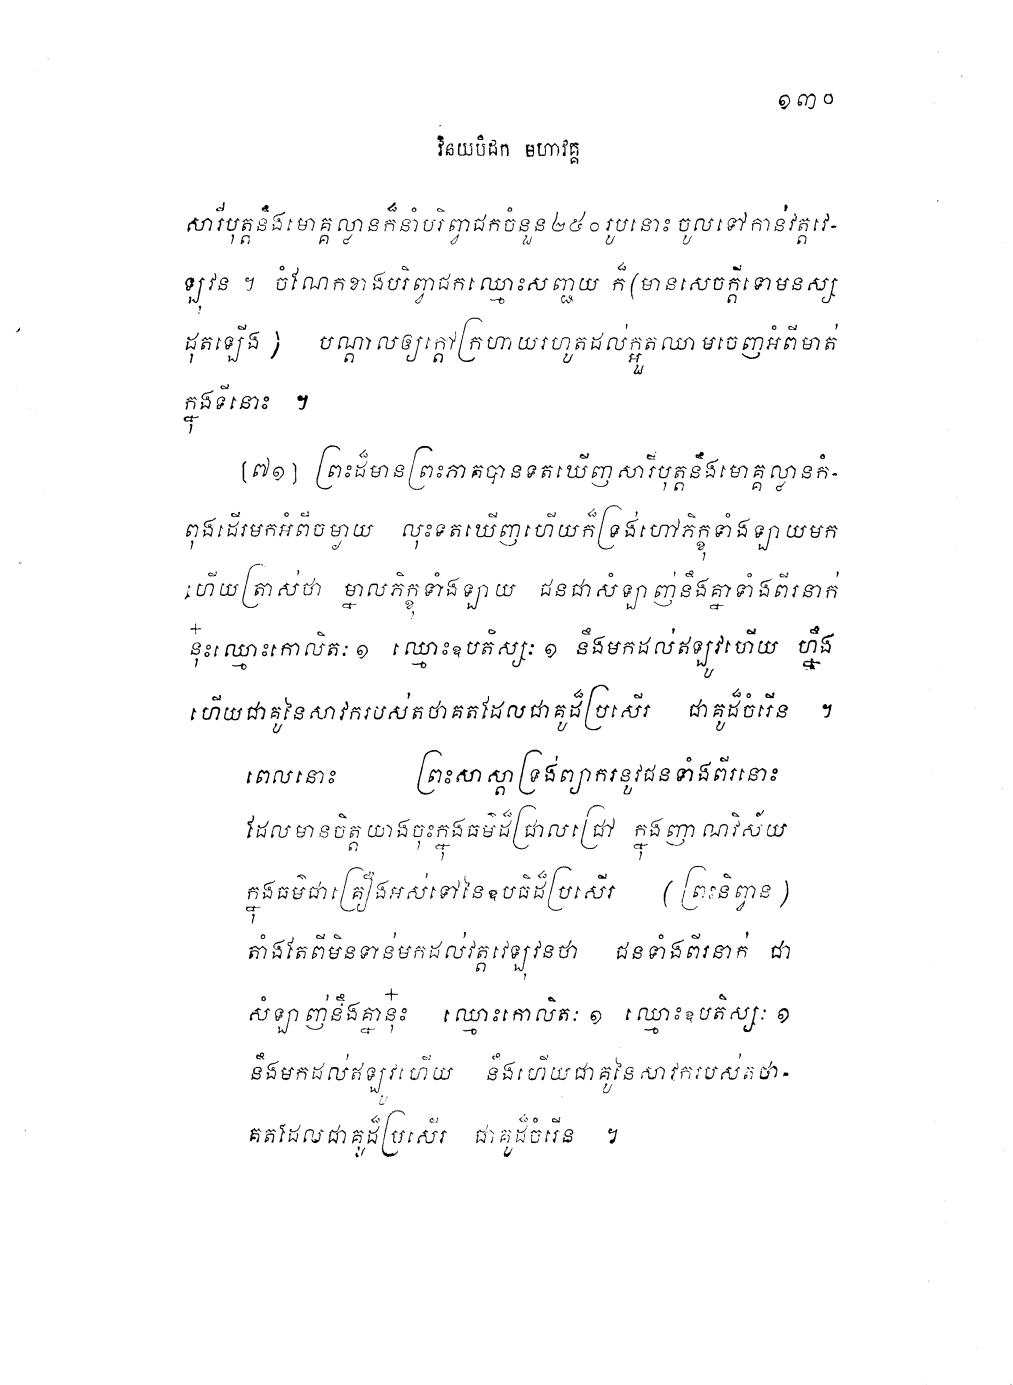 ១៣០
វិនយបិដក មហាវគ្គ
សារីបុត្តនឹងមោគ្គល្លានក៏នាំបរិព្វាជកចំនួន២៥០រូបនោះ ចូលទៅកាន់វត្តវេ-
ឡុវន ។ ចំណែកខាងបរិព្វាជកឈ្មោះសញ្ជយ ក៏(មានសេចក្តីទោមនស្ស
ដុតឡើង) បណ្តាលឲ្យក្តៅក្រហាយរហូតដល់ក្អួតឈាមចេញអំពីមាត់
ក្នុងទីនោះ ។
(៧១) ព្រះដ៏មានព្រះភាគបានទតឃើញសារីបុត្តនឹងមោគ្គល្លានកំ-
ពុងដើរមកអំពីចម្ងាយ លុះទតឃើញហើយក៏ទ្រង់ហៅភិក្ខុទាំងឡាយមក
ហើយត្រាស់ថា ម្នាលភិក្ខុទាំងឡាយ ជនជាសំឡាញ់នឹងគ្នាទាំងពីរនាក់
នុ៎ះឈ្មោះកោលិតៈ ១ ឈ្មោះឧបតិស្សៈ ១ នឹងមកដល់ឥឡូវហើយ ហ្នឹង
ហើយជាគូនៃសាវករបស់តថាគតដែលជាគូដ៏ប្រសើរ ជាគូដ៏ចំរើន ។
ពេលនោះ ព្រះសាស្តាទ្រង់ព្យាករនូវជនទាំងពីរនោះ
ដែលមានចិត្តយាងចុះក្នុងធម៌ដ៏ជ្រាលជ្រៅ ក្នុងញាណវិស័យ
ក្នុងធម៌ជាគ្រឿងអស់ទៅនៃឧបធិដ៏ប្រសើរ (ព្រះនិព្វាន)
តាំងតែពីមិនទាន់មកដល់វត្តវេឡុវនថា ជនទាំងពីរនាក់ ជា
សំឡាញ់នឹងគ្នានុ៎ះ ឈ្មោះកោលិតៈ ១ ឈ្មោះឧបតិស្សៈ ១
នឹងមកដល់ឥឡូវហើយ នឹងហើយជាគូនៃសាវករបស់តថា-
គតដែលជាគូដ៏ប្រសើរ ជាគូដ៏ចំរើន ។